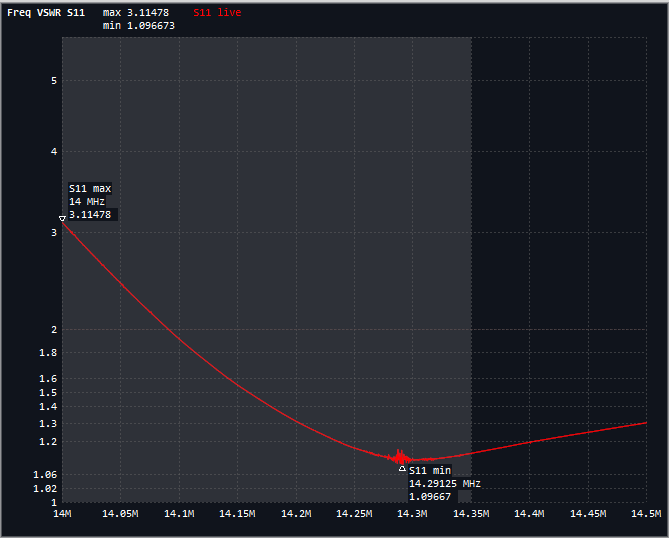 Freq VSWR S11 max 3.11478 S11 live
min 1.096673
5
4
S11 max
14 MHz
3.11478
3
2
1.8
1.6
1.5
1.4
1.3
1.2
S11 min
14.29125 MHz
1.09667
1.06
1.02
1
14M 14.05M 14.1M 14.15M 14.2M 14.25M 14.3M 14.35M 14.4M 14.45M 14.5M